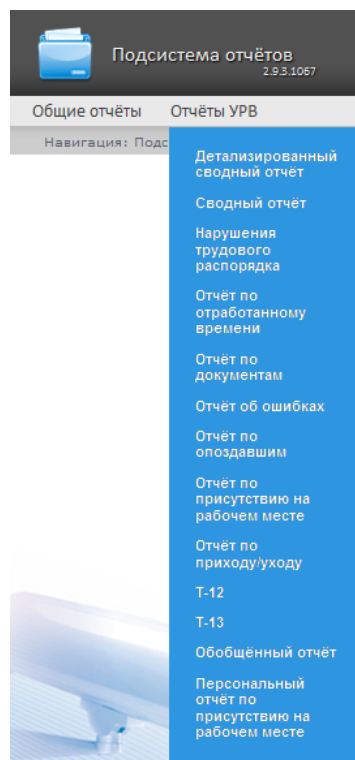 Подсистема отчётов
2.9.3.1067
Общие отчёты Отчёты УРВ
Навигация: Подс
Детализированный
сводный отчёт
Сводный отчёт
Нарушения
трудового
распорядка
Отчёт по
отработанному
времени
Отчёт по
документам
Отчёт об ошибках
Отчёт по
опоздавшим
Отчёт по
присутствию на
рабочем месте
Отчёт по
приходу/уходу
Т-12
Т-13
Обобщённый отчёт
Персональный
отчёт по
присутствию на
рабочем месте